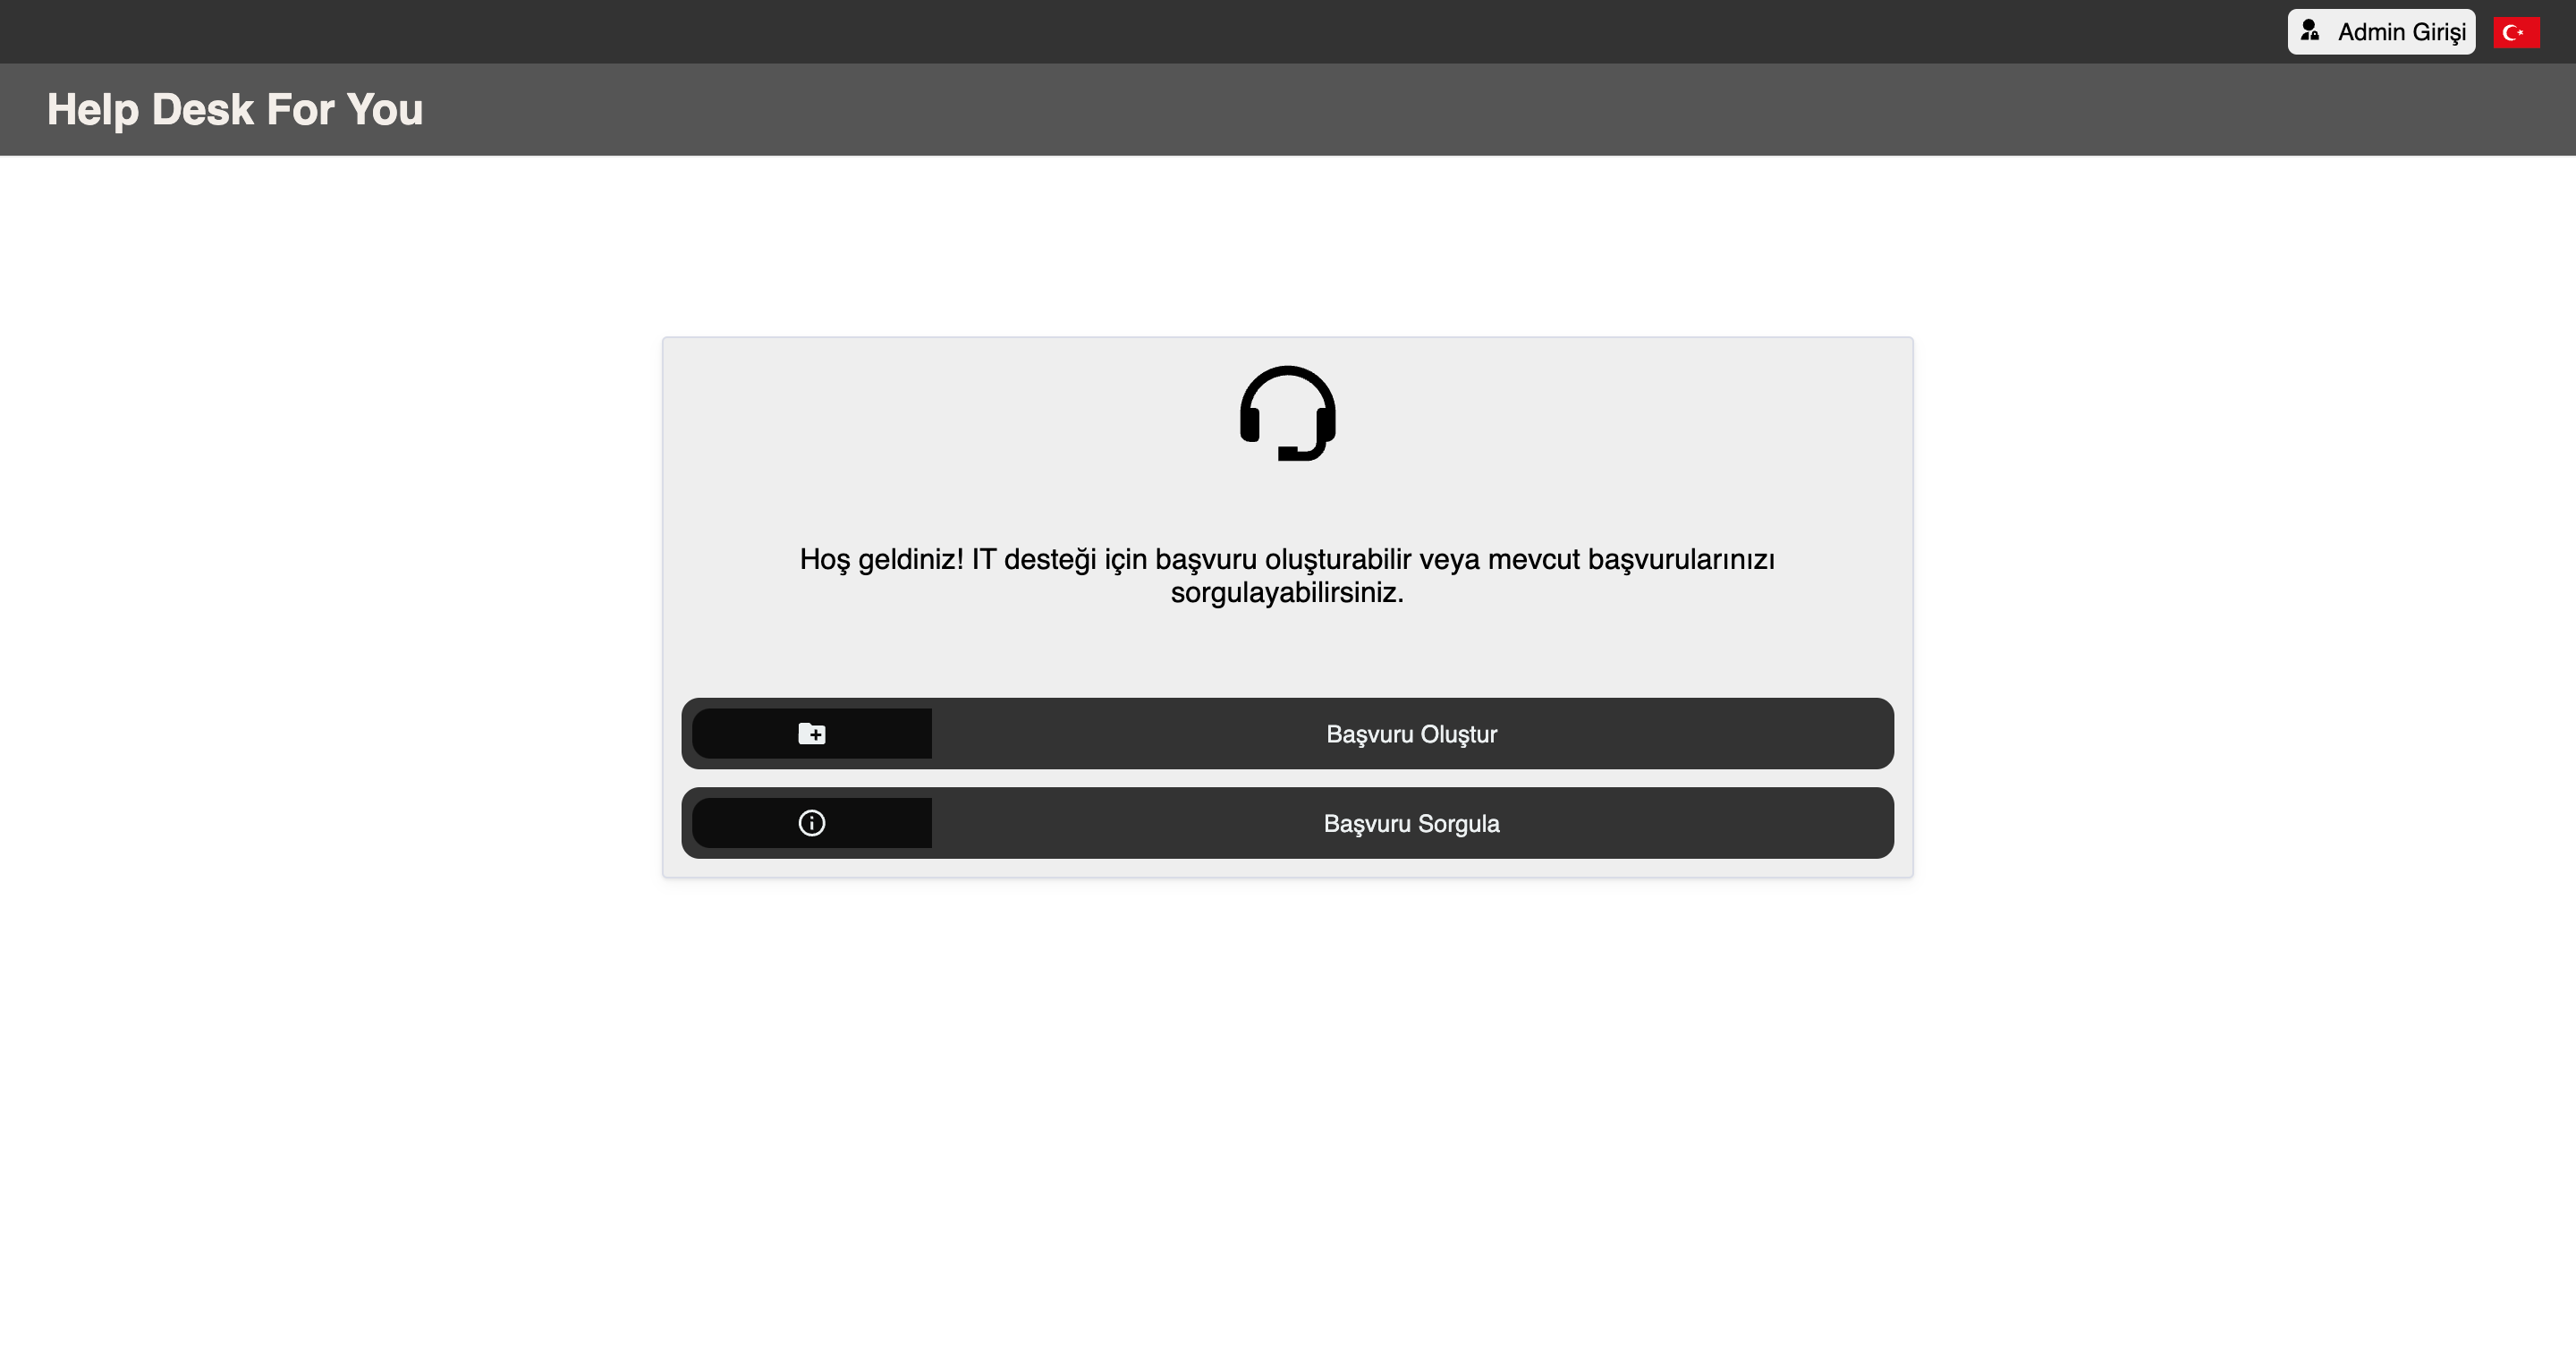 Admin Girişi
Help Desk For You
Hoş geldiniz! IT desteği için başvuru oluşturabilir veya mevcut başvurularınızı
sorgulayabilirsiniz.
Başvuru Oluştur
Başvuru Sorgula